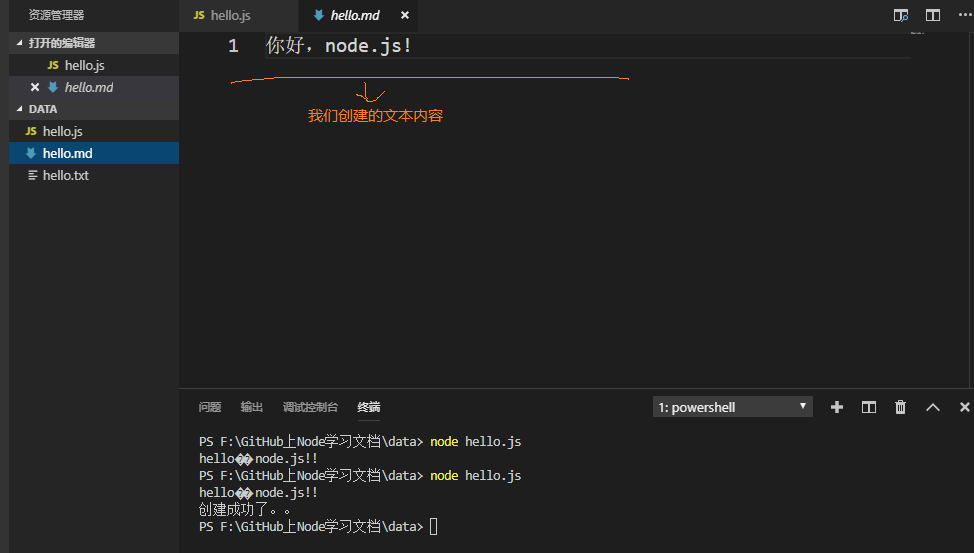 资源管理器
JS hello.js
hello.md
打开的编辑器
JS hello.js
hello.md
DATA
JS hello.js
hello.md
hello.txt
1 你好，node.js!
我们创建的文本内容
问题 输出 调试控制台 终端
1: powershell
PS F:\GitHub上Node学习文档\data> node hello.js
hello��node.js!!
PS F:\GitHub上Node学习文档\data> node hello.js
hello��node.js!!
创建成功了。。
PS F:\GitHub上Node学习文档\data>